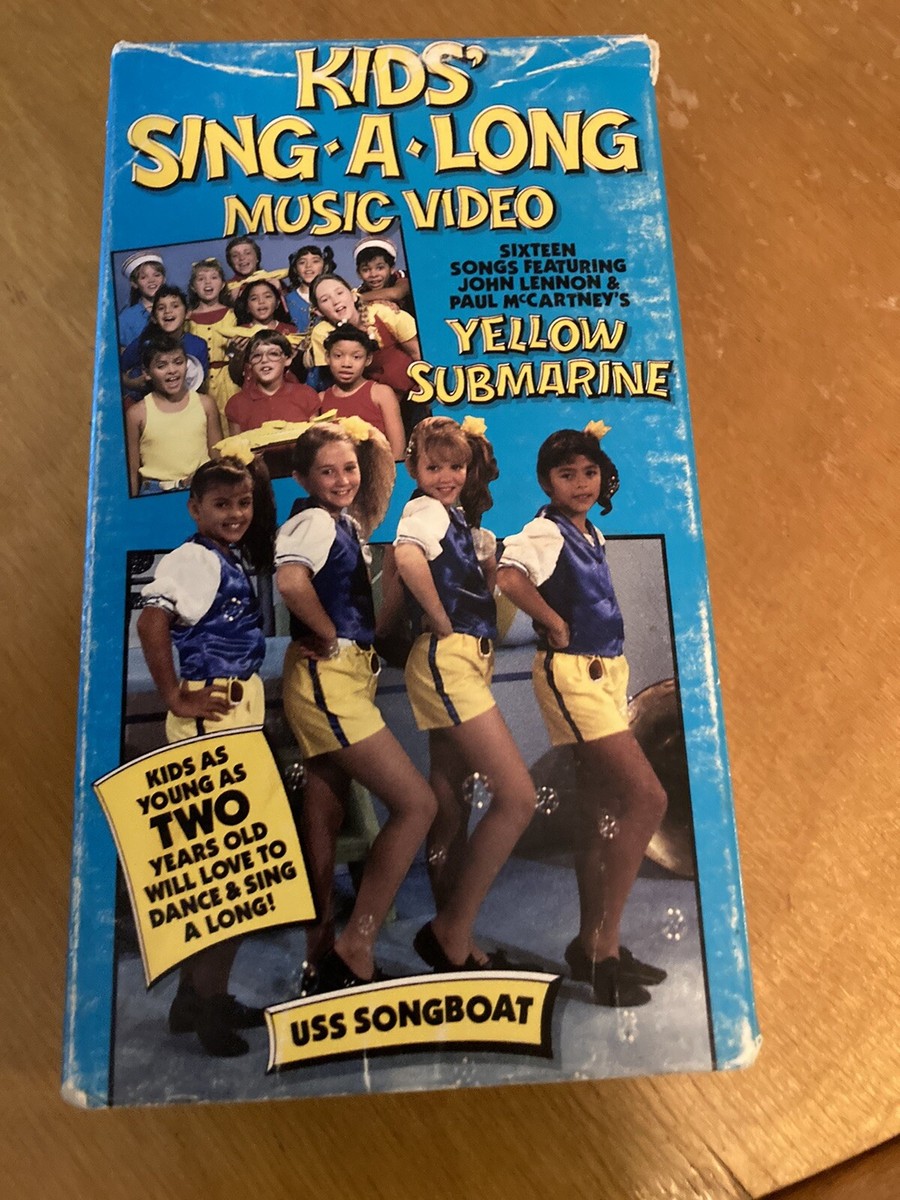 KIDS'
SING·A·LONG
MUSIC VIDEO
SIXTEEN
SONGS FEATURING
JOHN LENNON &
PAUL McCARTNEY'S
YELLOW
SUBMARINE
KIDS AS
YOUNG AS
TWO
YEARS OLD
WILL LOVE TO
DANCE & SING
A LONG!
USS SONGBOAT